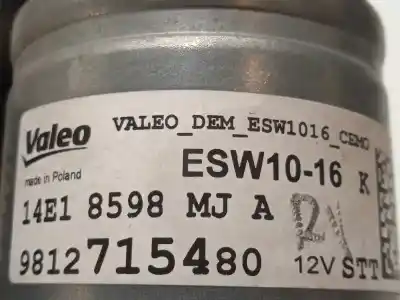 VALEO_DEM_ESW1016_CEMO
Valeo
made in Poland
ESW10-16 K
14E1 8598 MJ A
9812715480
12V STT